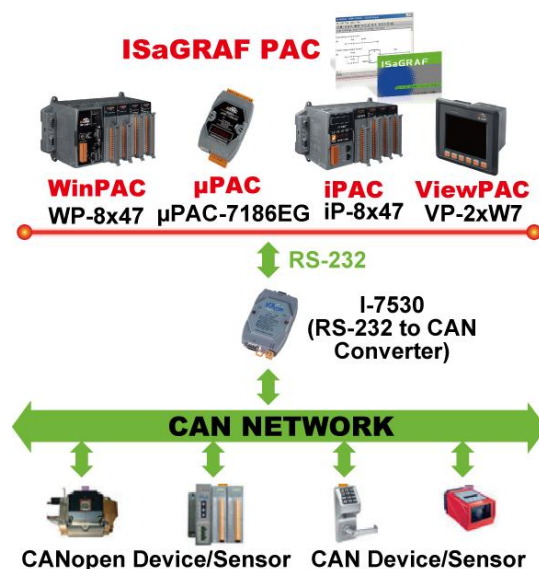 ISaGRAF PAC
ISaGRAF
WinPAC
µPAC
iPAC
ViewPAC
WP-8x47
µPAC-7186EG
iP-8x47
VP-2xW7
RS-232
I-7530
(RS-232 to CAN
Converter)
CAN NETWORK
CANopen Device/Sensor
CAN Device/Sensor